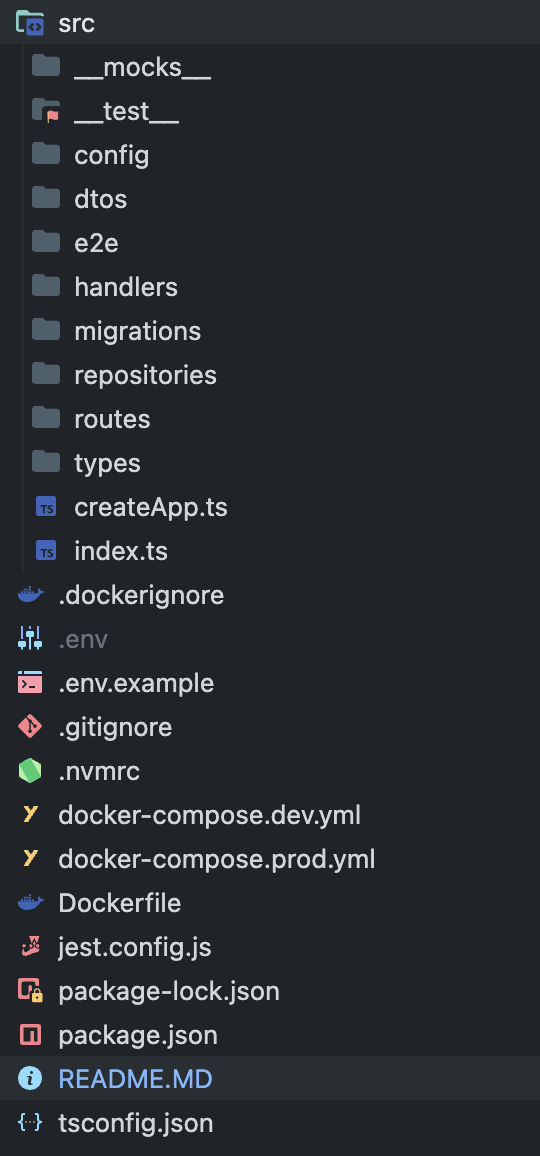 src
__mocks__
__test__
config
dtos
e2e
handlers
migrations
repositories
routes
types
createApp.ts
index.ts
.dockerignore
.env
.env.example
.gitignore
.nvmrc
docker-compose.dev.yml
docker-compose.prod.yml
Dockerfile
jest.config.js
package-lock.json
package.json
README.MD
tsconfig.json